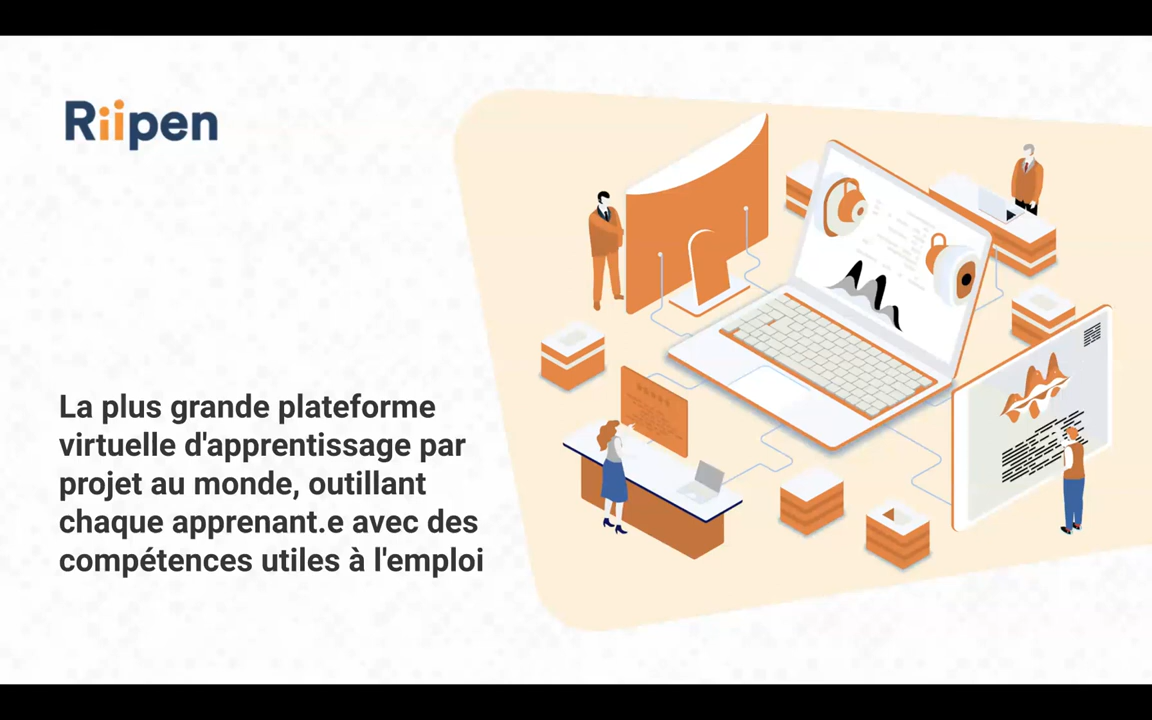 Riipen
La plus grande plateforme
virtuelle d'apprentissage par
projet au monde, outillant
chaque apprenant.e avec des
compétences utiles à l'emploi